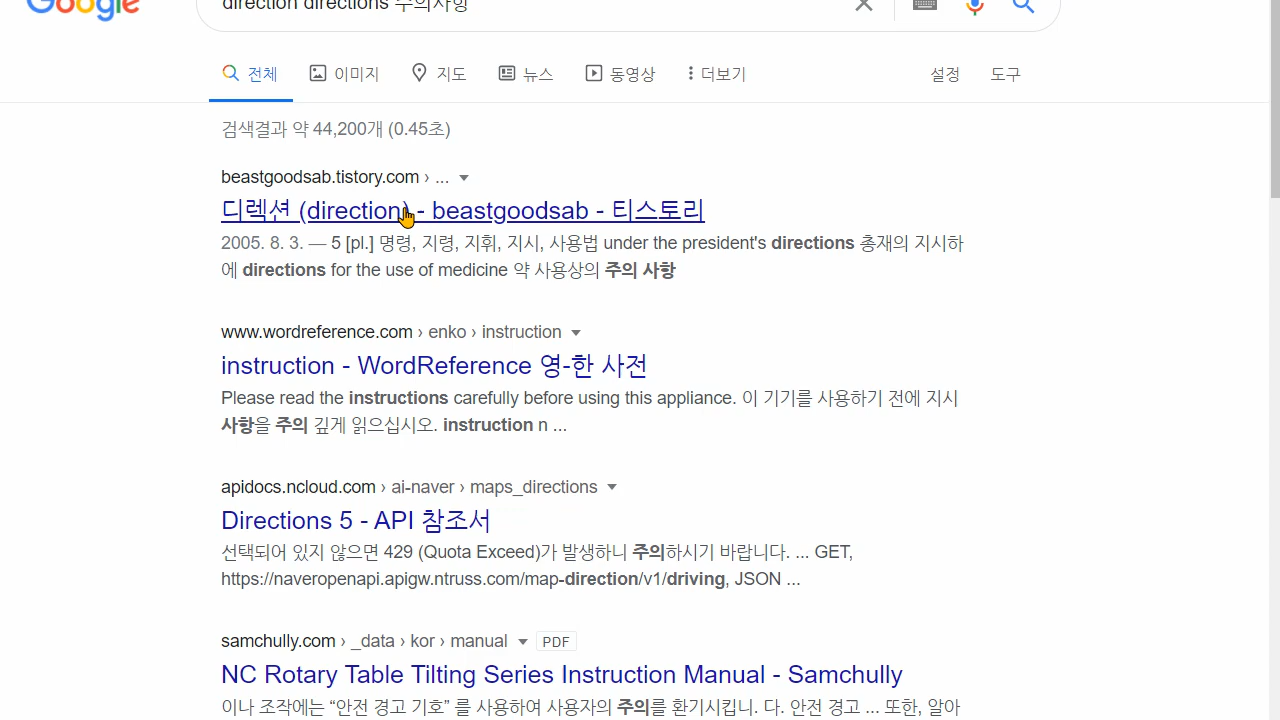 Google
direction directions 주의사항
전체 이미지 지도 뉴스 동영상 더보기 설정 도구
검색결과 약 44,200개 (0.45초)
beastgoodsab.tistory.com › ...
디렉션 (direction) - beastgoodsab - 티스토리
2005. 8. 3. — 5 [pl.] 명령, 지령, 지휘, 지시, 사용법 under the president's directions 총재의 지시하
에 directions for the use of medicine 약 사용상의 주의 사항
www.wordreference.com › enko › instruction
instruction - WordReference 영-한 사전
Please read the instructions carefully before using this appliance. 이 기기를 사용하기 전에 지시
사항을 주의 깊게 읽으십시오. instruction n ...
apidocs.ncloud.com › ai-naver › maps_directions
Directions 5 - API 참조서
선택되어 있지 않으면 429 (Quota Exceed)가 발생하니 주의하시기 바랍니다. ... GET,
https://naveropenapi.apigw.ntruss.com/map-direction/v1/driving, JSON ...
samchully.com › _data › kor › manual PDF
NC Rotary Table Tilting Series Instruction Manual - Samchully
이나 조작에는 “안전 경고 기호” 를 사용하여 사용자의 주의를 환기시킵니. 다. 안전 경고 ... 또한, 알아